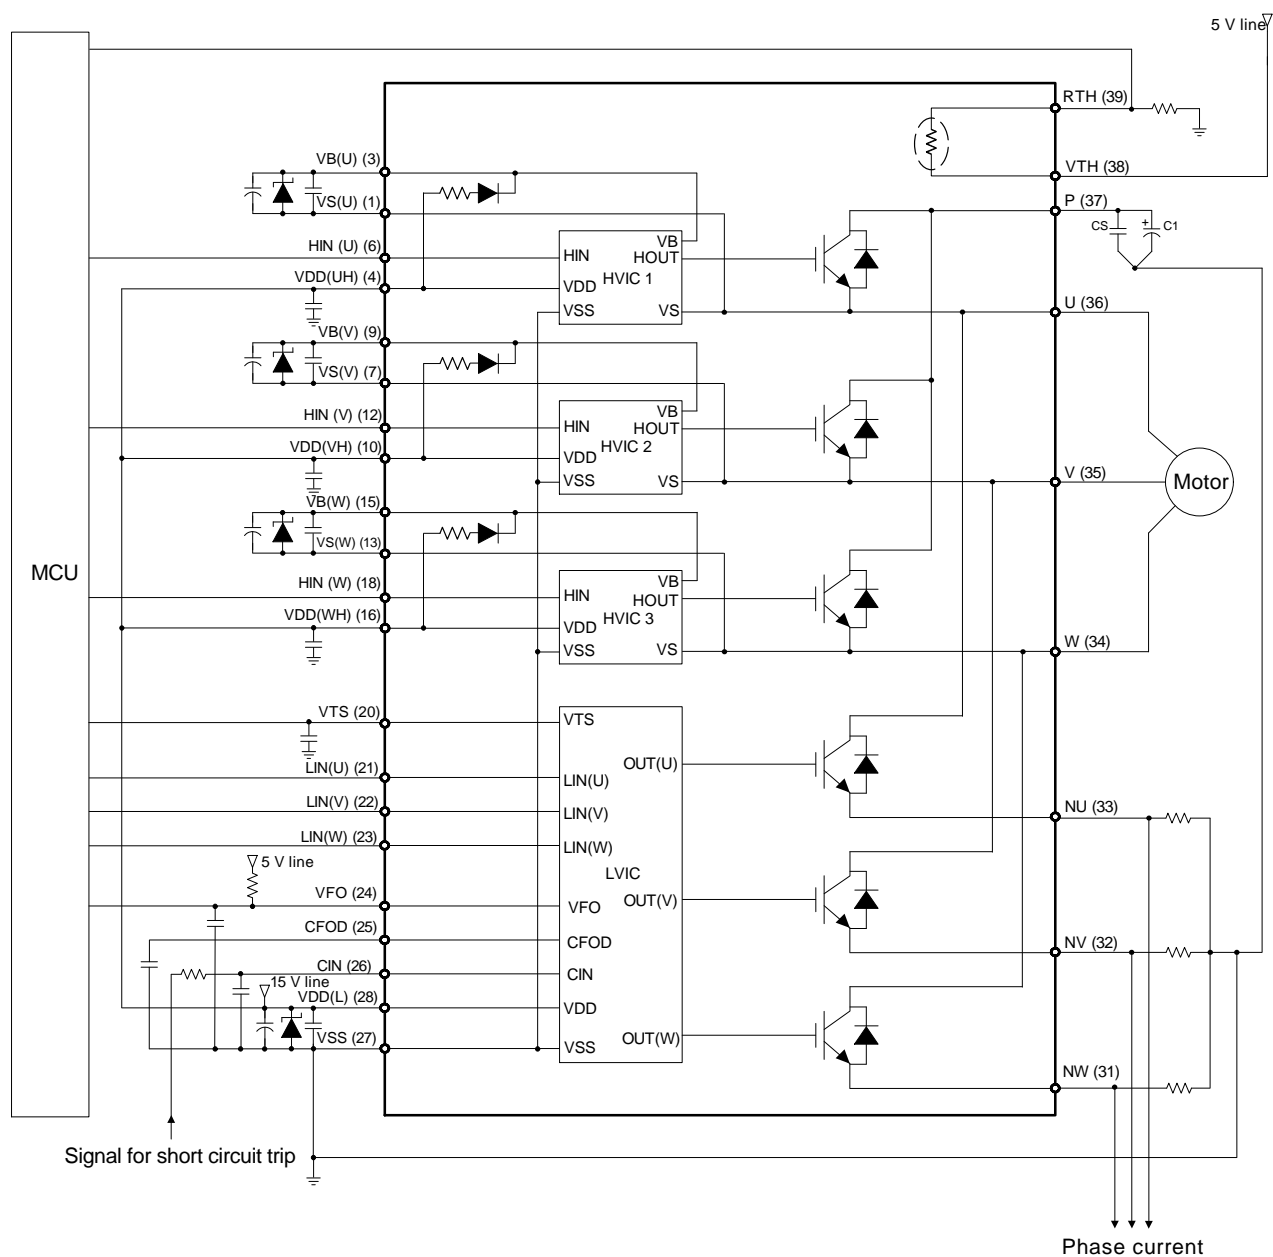 5 V line
RTH (39)
VTH (38)
P (37)
CS
+
C1
U (36)
V (35)
Motor
W (34)
NU (33)
NV (32)
NW (31)
MCU
VB(U) (3)
VS(U) (1)
HIN (U) (6)
VDD(UH) (4)
VB(V) (9)
VS(V) (7)
HIN (V) (12)
VDD(VH) (10)
VB(W) (15)
VS(W) (13)
HIN (W) (18)
VDD(WH) (16)
VTS (20)
LIN(U) (21)
LIN(V) (22)
LIN(W) (23)
5 V line
VFO (24)
CFOD (25)
CIN (26)
15 V line
VDD(L) (28)
VSS (27)
VB
HIN
HOUT
HVIC 1
VDD
VSS
VS
VB
HIN
HOUT
HVIC 2
VDD
VSS
VS
VB
HIN
HOUT
HVIC 3
VDD
VSS
VS
VTS
OUT(U)
LIN(U)
LIN(V)
LIN(W)
LVIC
OUT(V)
VFO
CFOD
CIN
VDD
OUT(W)
VSS
Signal for short circuit trip
Phase current